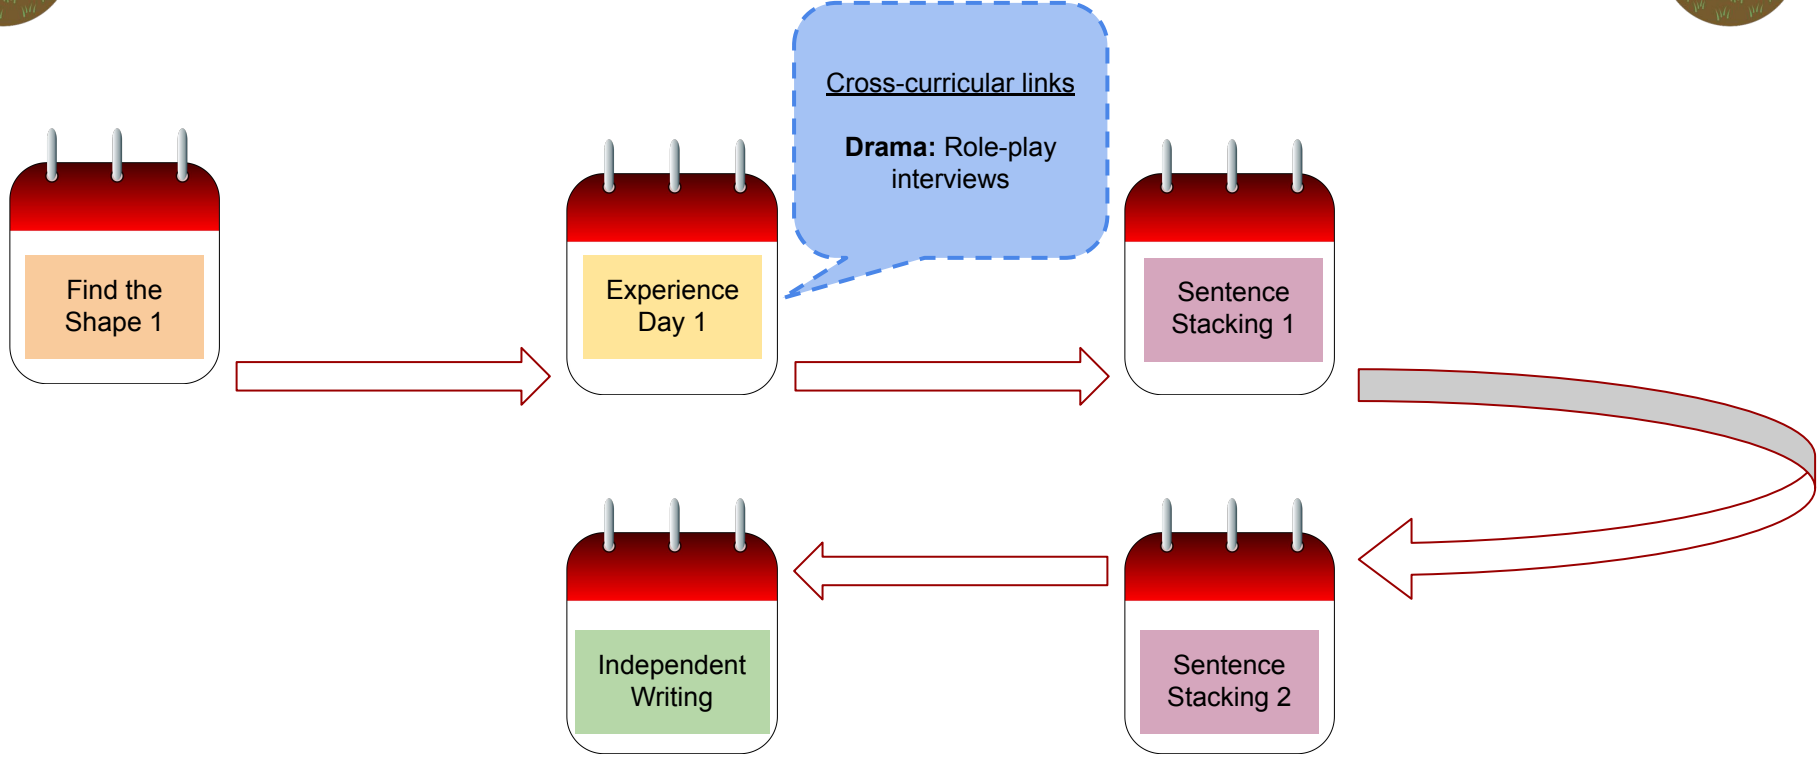 Cross-curricular links
Drama: Role-play
interviews
Find the
Shape 1
Experience
Day 1
Sentence
Stacking 1
Independent
Writing
Sentence
Stacking 2